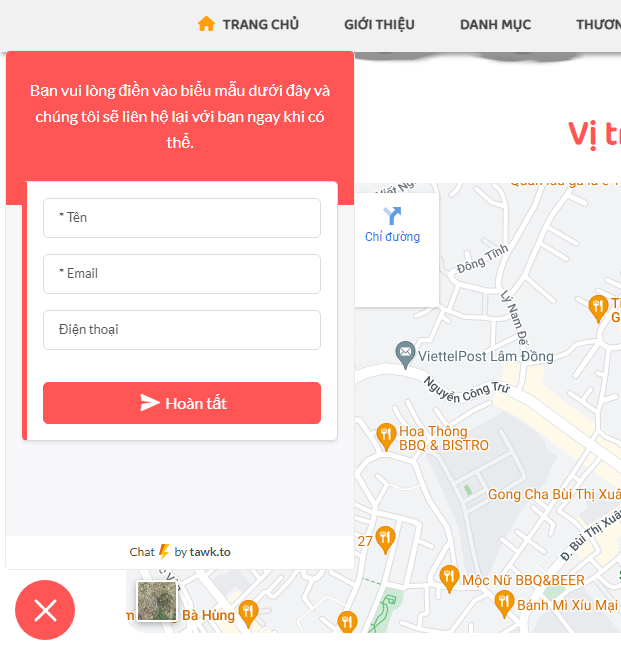 TRANG CHỦ
GIỚI THIỆU
DANH MỤC
THƯƠN
Bạn vui lòng điền vào biểu mẫu dưới đây và
chúng tôi sẽ liên hệ lại với bạn ngay khi có
thể.
* Tên
* Email
Điện thoại
Hoàn tất
Chat by tawk.to
Vị tr
Chỉ đường
Đông Tĩnh
Lý Nam Đế
ViettelPost Lâm Đồng
Nguyễn Công Trứ
Hoa Thông
BBQ & BISTRO
Gong Cha Bùi Thị Xuâ
Đ. Bùi Thị Xuân
27
Mộc Nữ BBQ&BEER
Bánh Mì Xíu Mại
Bà Hùng